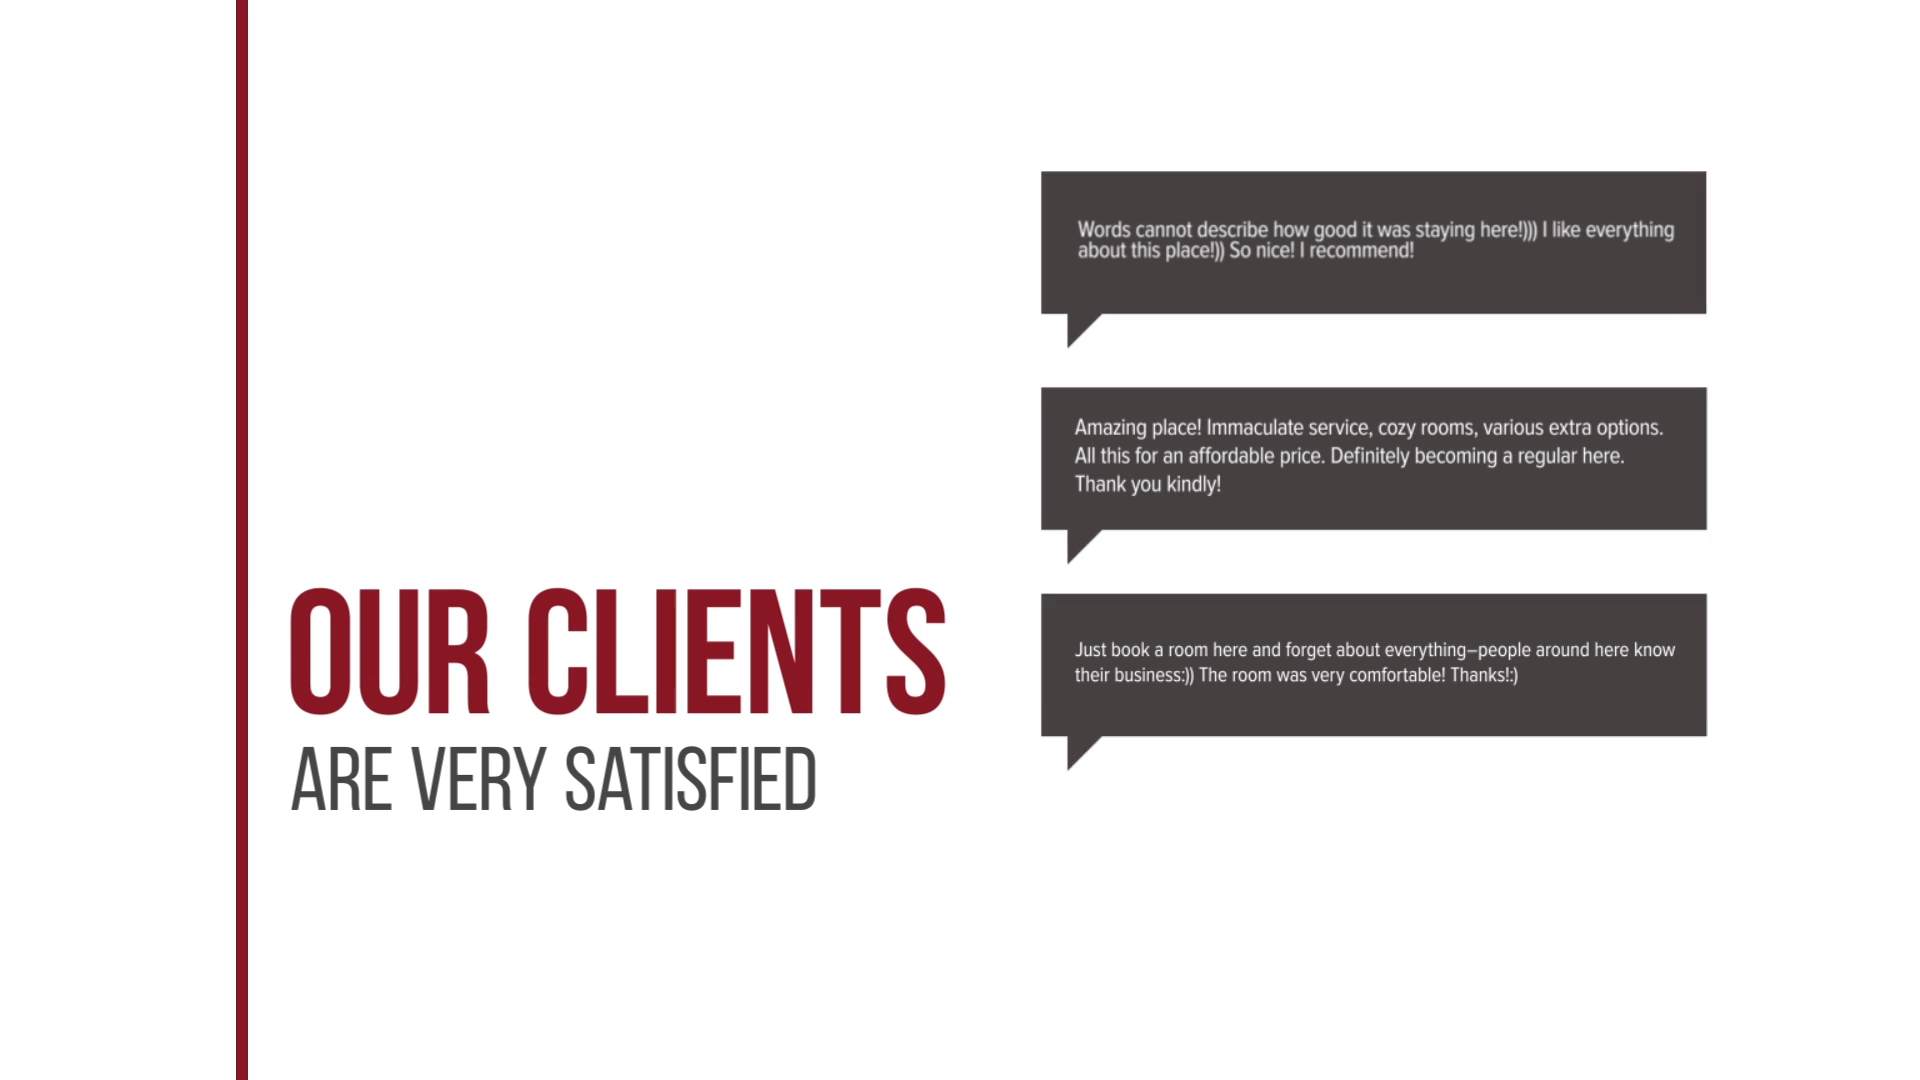 OUR CLIENTS
ARE VERY SATISFIED
Words cannot describe how good it was staying here!))) I like everything
about this place!)) So nice! I recommend!
Amazing place! Immaculate service, cozy rooms, various extra options.
All this for an affordable price. Definitely becoming a regular here.
Thank you kindly!
Just book a room here and forget about everything–people around here know
their business:)) The room was very comfortable! Thanks!:)